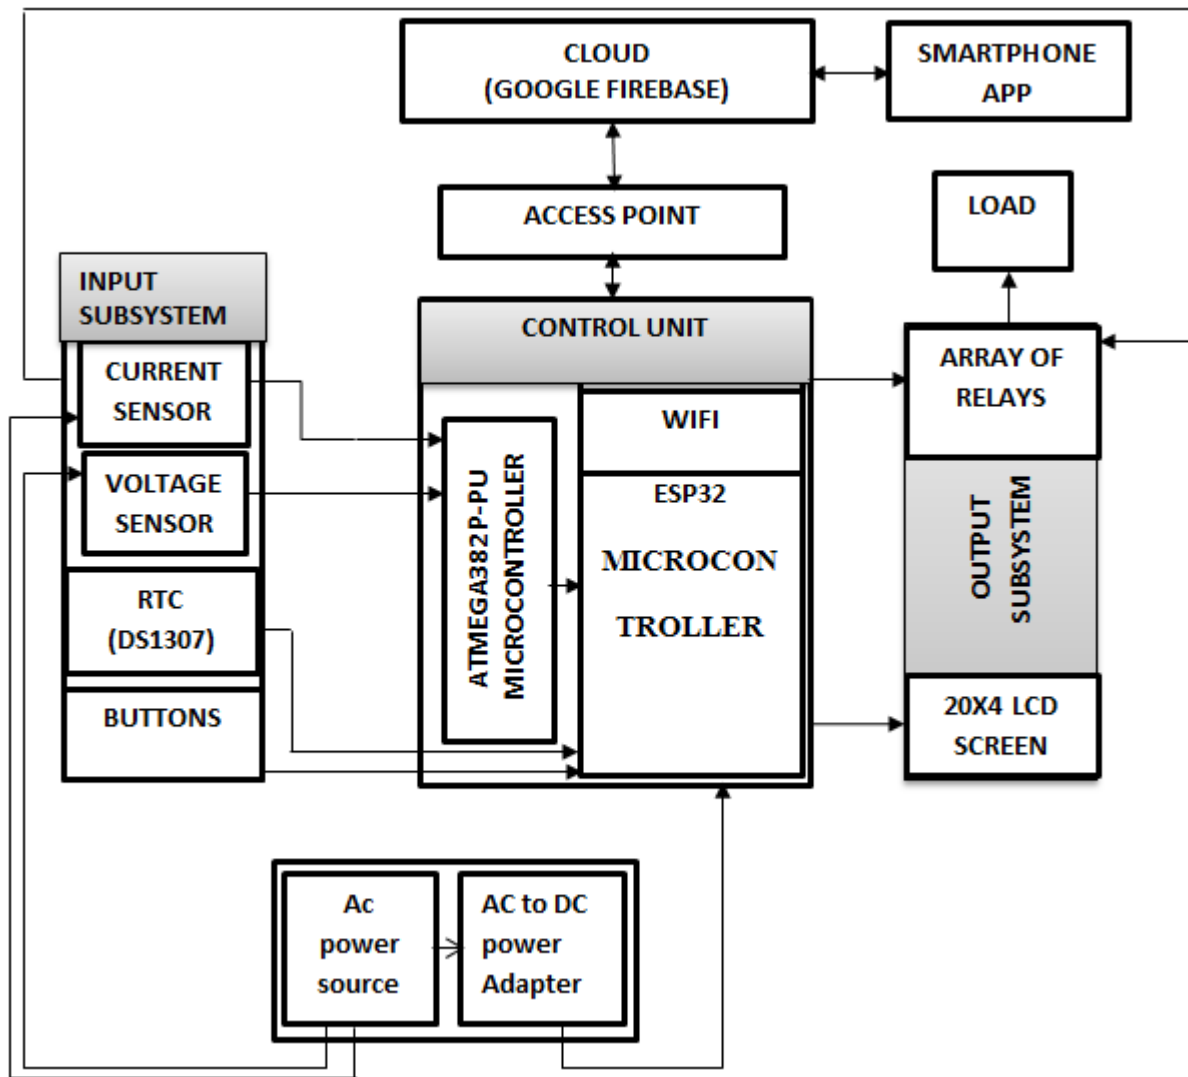 CLOUD
(GOOGLE FIREBASE)
SMARTPHONE
APP
ACCESS POINT
LOAD
INPUT
SUBSYSTEM
CONTROL UNIT
CURRENT
SENSOR
VOLTAGE
SENSOR
RTC
(DS1307)
BUTTONS
ATMEGA382P-PU
MICROCONTROLLER
WIFI
ESP32
MICROCON
TROLLER
ARRAY OF
RELAYS
OUTPUT
SUBSYSTEM
20X4 LCD
SCREEN
Ac
power
source
AC to DC
power
Adapter